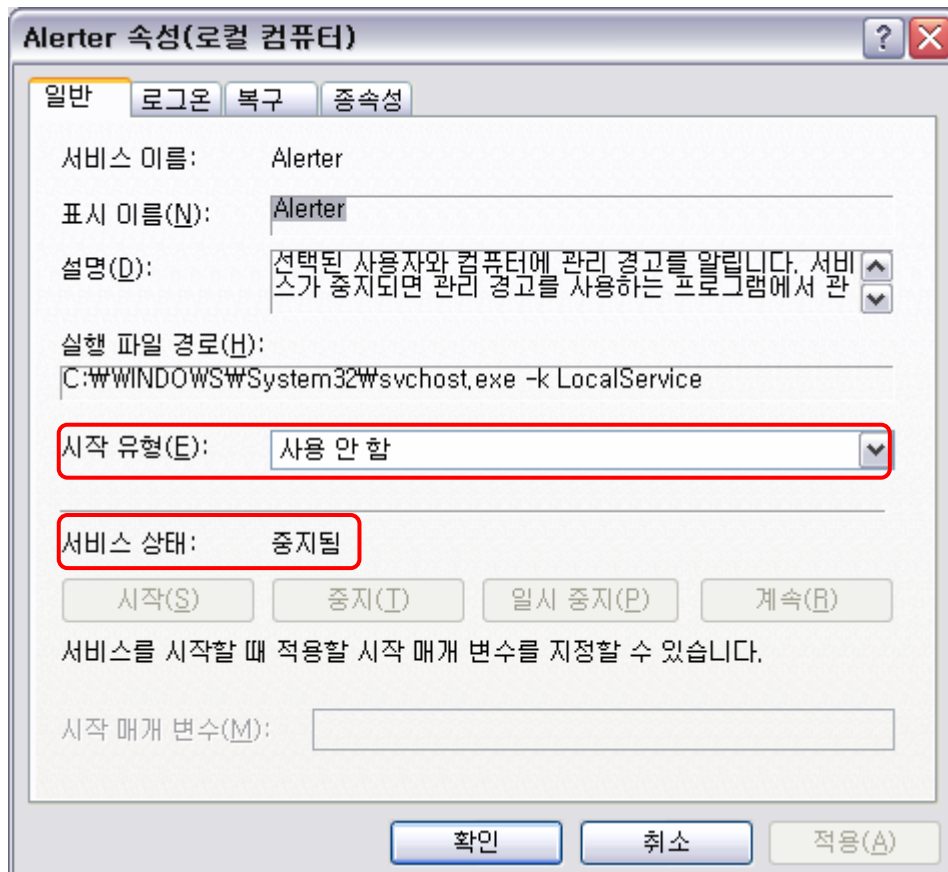 Alerter 속성(로컬 컴퓨터)
일반 로그온 복구 종속성
서비스 이름: Alerter
표시 이름(N): Alerter
설명(D): 선택된 사용자와 컴퓨터에 관리 경고를 알립니다. 서비
스가 중지되면 관리 경고를 사용하는 프로그램에서 관
실행 파일 경로(H):
C:₩WINDOWS₩System32₩svchost.exe -k LocalService
시작 유형(E): 사용 안 함
서비스 상태: 중지됨
시작(S) 중지(T) 일시 중지(P) 계속(R)
서비스를 시작할 때 적용할 시작 매개 변수를 지정할 수 있습니다.
시작 매개 변수(M):
확인 취소 적용(A)